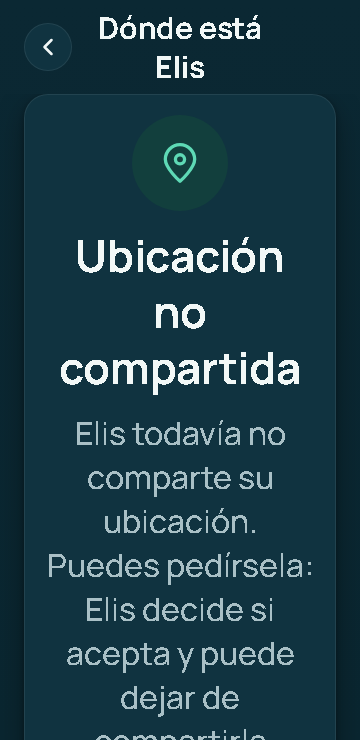 Dónde está
Elis
Ubicación
no
compartida
Elis todavía no
comparte su
ubicación.
Puedes pedírsela:
Elis decide si
acepta y puede
dejar de
compartirla